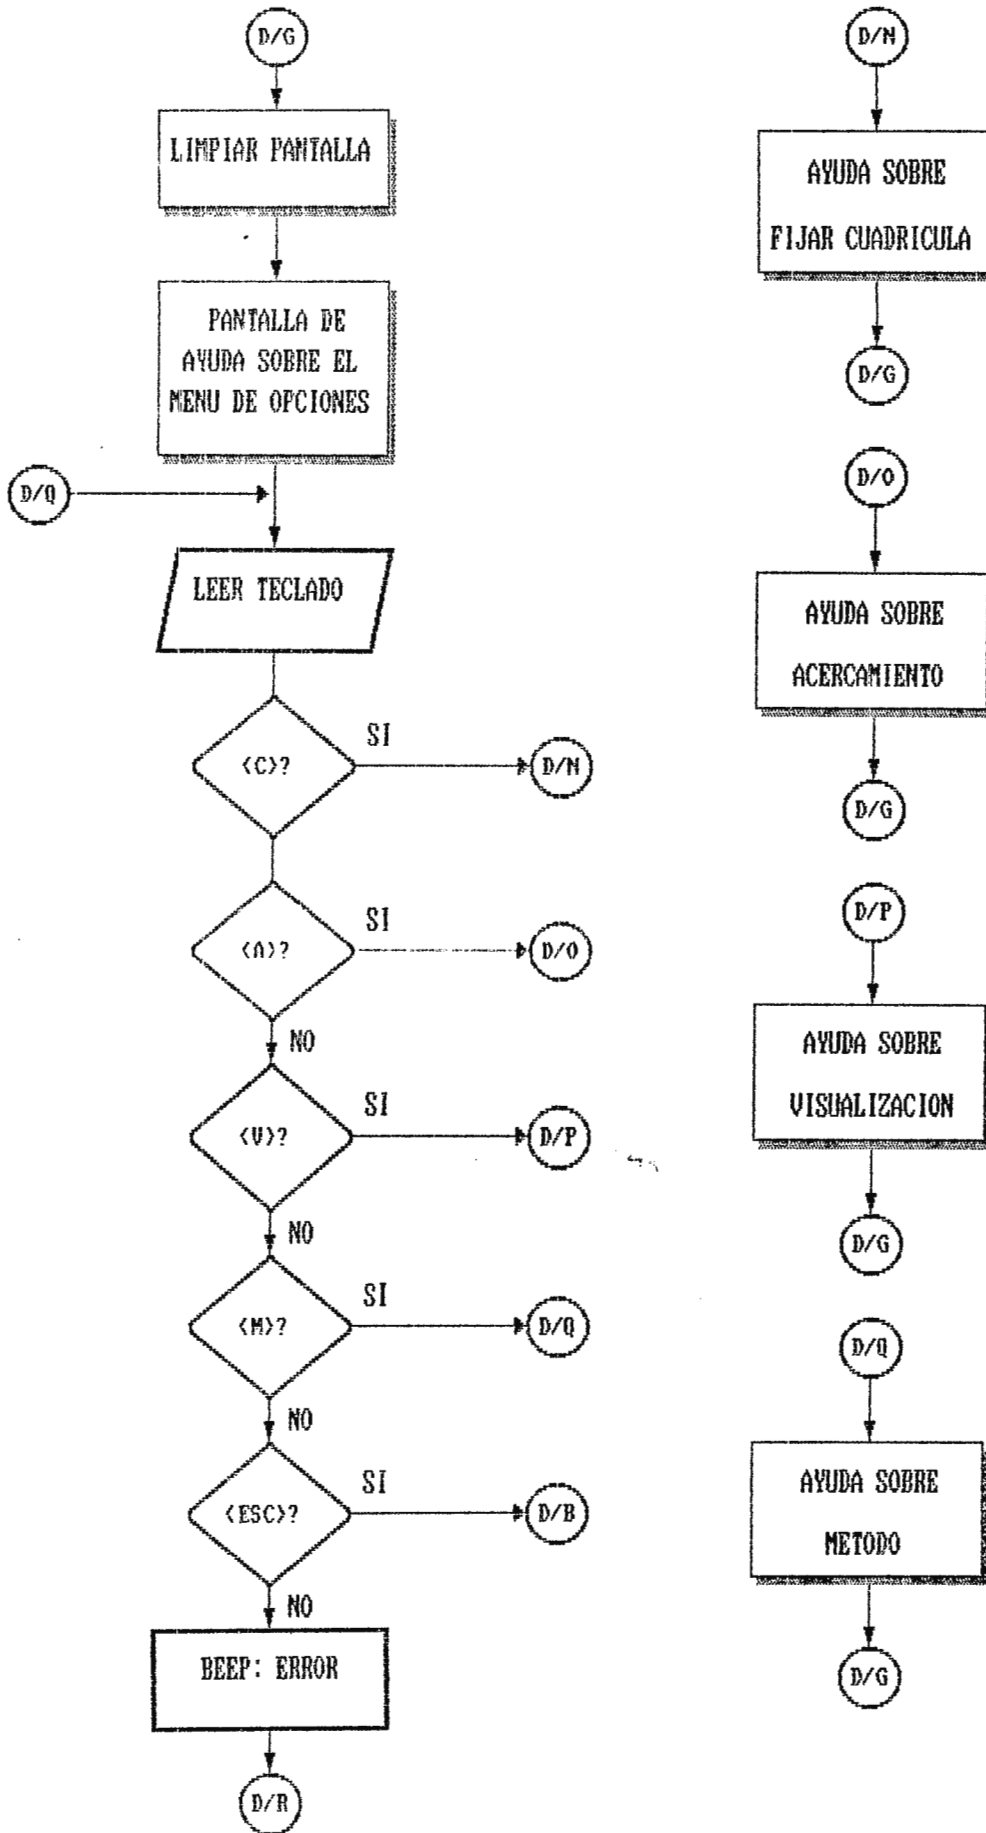 D/G
LIMPIAR PANTALLA
PANTALLA DE
AYUDA SOBRE EL
MENU DE OPCIONES
D/Q
LEER TECLADO
<C>?
SI
D/N
<A>?
SI
D/O
NO
<V>?
SI
D/P
NO
<M>?
SI
D/Q
NO
<ESC>?
SI
D/B
NO
BEEP: ERROR
D/R
D/N
AYUDA SOBRE
FIJAR CUADRICULA
D/G
D/O
AYUDA SOBRE
ACERCAMIENTO
D/G
D/P
AYUDA SOBRE
VISUALIZACION
D/G
D/Q
AYUDA SOBRE
METODO
D/G